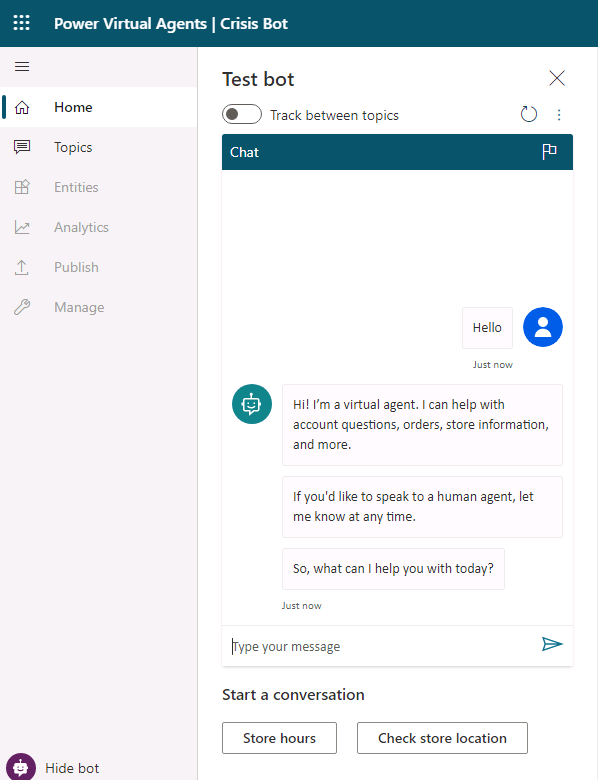 Power Virtual Agents | Crisis Bot
Home
Topics
Entities
Analytics
Publish
Manage
Hide bot
Test bot
Track between topics
Chat
Hello
Just now
Hi! I'm a virtual agent. I can help with
account questions, orders, store information,
and more.
If you'd like to speak to a human agent, let
me know at any time.
So, what can I help you with today?
Just now
Type your message
Start a conversation
Store hours
Check store location